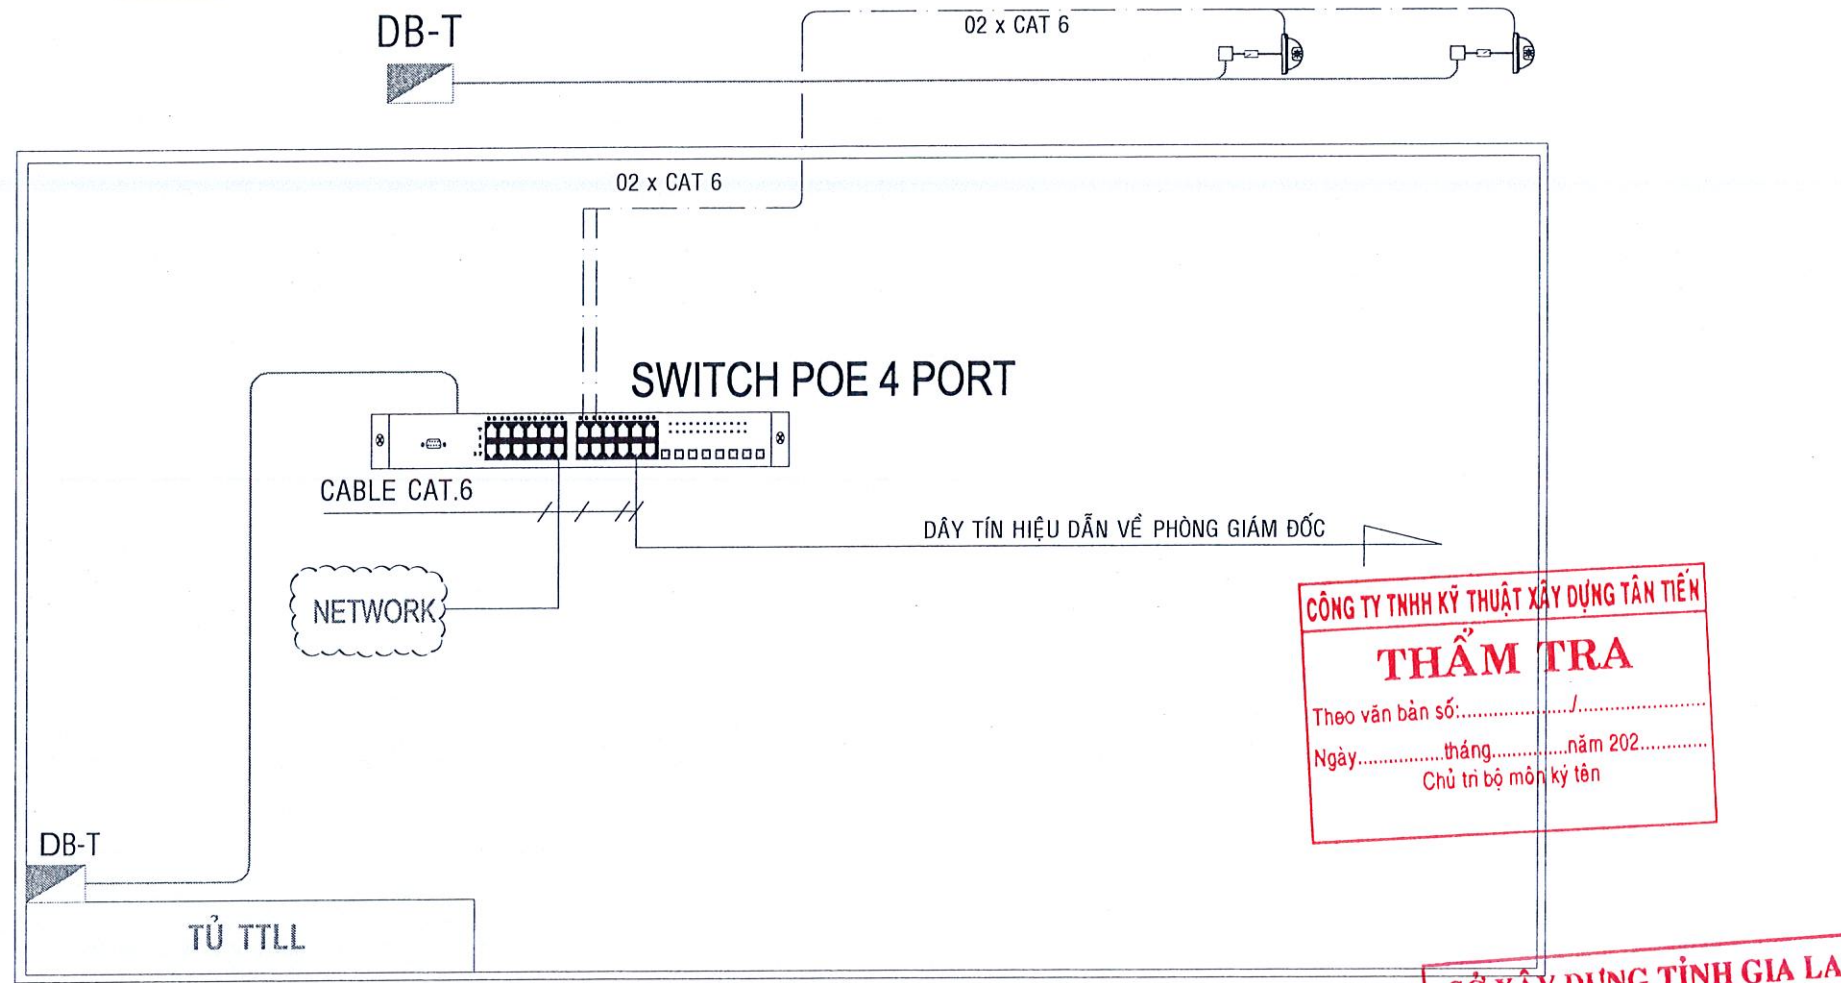 DB-T
02 x CAT 6
02 x CAT 6
SWITCH POE 4 PORT
CABLE CAT.6
DÂY TÍN HIỆU DẪN VỀ PHÒNG GIÁM ĐỐC
NETWORK
CÔNG TY TNHH KỸ THUẬT XÂY DỰNG TÂN TIẾN
THẨM TRA
Theo văn bản số:..................../.......................
Ngày................tháng..............năm 202.............
Chủ trì bộ môn ký tên
DB-T
TỦ TTLL
SỞ XÂY DỰNG TỈNH GIA LA